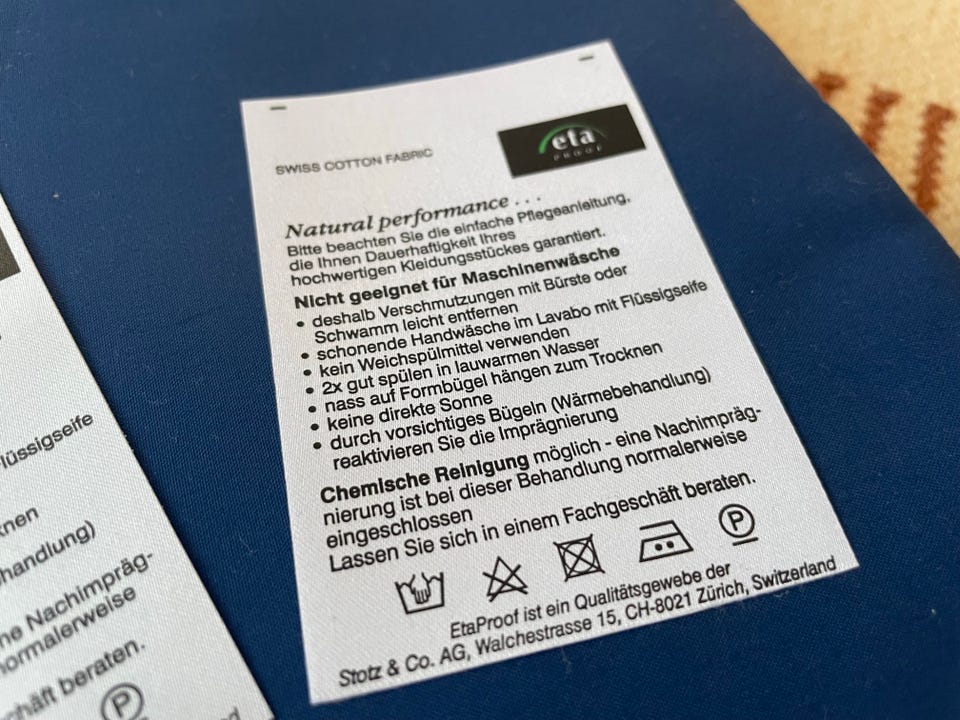 SWISS COTTON FABRIC
eta
PROOF
Natural performance . . .
Bitte beachten Sie die einfache Pflegeanleitung,
die Ihnen Dauerhaftigkeit Ihres
hochwertigen Kleidungsstückes garantiert.
Nicht geeignet für Maschinenwäsche
• deshalb Verschmutzungen mit Bürste oder
Schwamm leicht entfernen
• schonende Handwäsche im Lavabo mit Flüssigseife
• kein Weichspülmittel verwenden
• 2x gut spülen in lauwarmen Wasser
• nass auf Formbügel hängen zum Trocknen
• keine direkte Sonne
• durch vorsichtiges Bügeln (Wärmebehandlung)
reaktivieren Sie die Imprägnierung
Chemische Reinigung möglich - eine Nachimpräg-
nierung ist bei dieser Behandlung normalerweise
eingeschlossen
Lassen Sie sich in einem Fachgeschäft beraten.
P
EtaProof ist ein Qualitätsgewebe der
Stotz & Co. AG, Walchestrasse 15, CH-8021 Zürich, Switzerland
lüssigseife
knen
handlung)
ne Nachimpräg-
normalerweise
chäft beraten.
P